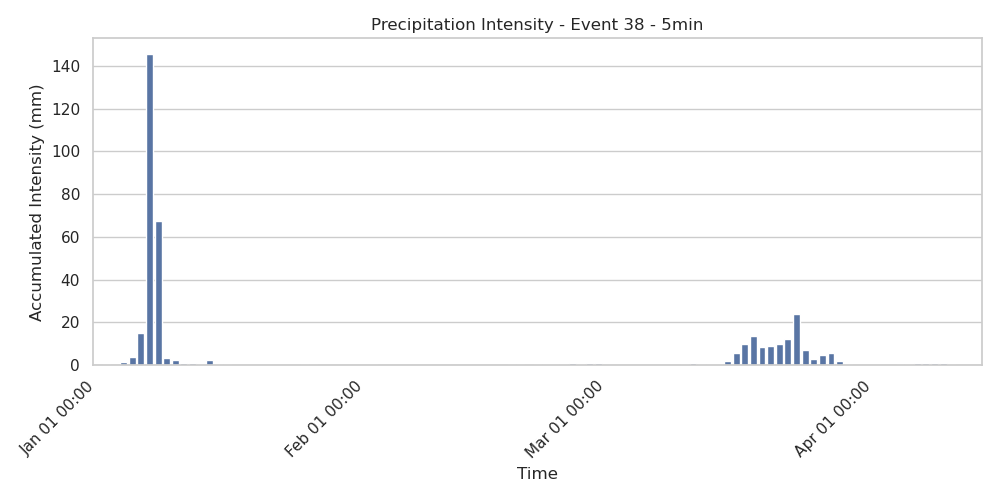 Precipitation Intensity - Event 38 - 5min
Accumulated Intensity (mm)
140
120
100
80
60
40
20
0
Jan 01 00:00
Feb 01 00:00
Mar 01 00:00
Apr 01 00:00
Time